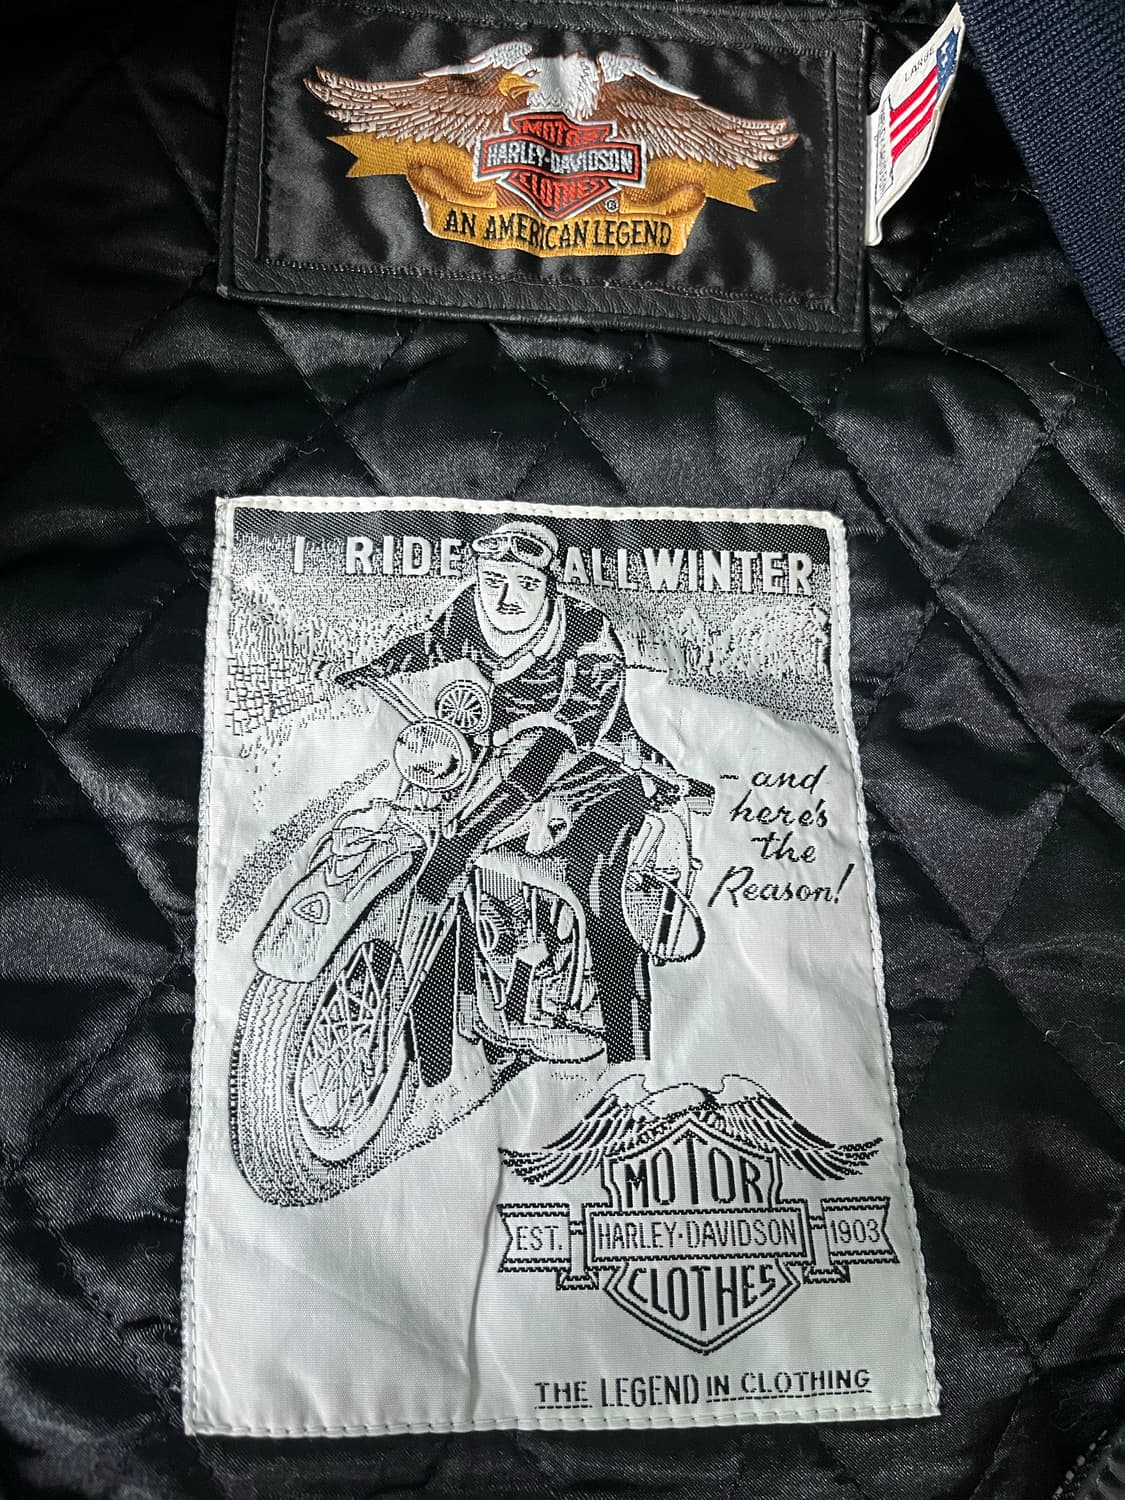 LARGE
MOTOR
HARLEY-DAVIDSON
CLOTHES
®
AN AMERICAN LEGEND
I RIDE ALL WINTER
and
here's
the
Reason!
MOTOR
EST. HARLEY-DAVIDSON 1903
CLOTHES
THE LEGEND IN CLOTHING